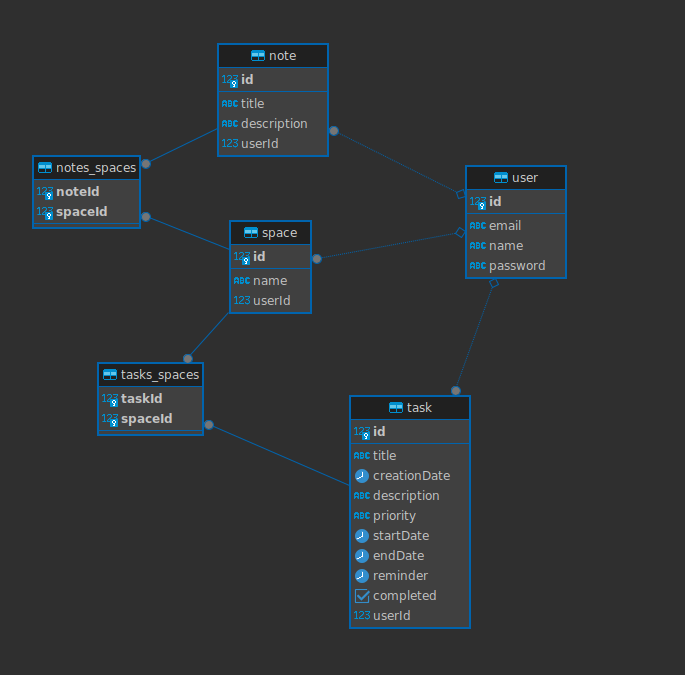 note
123 id
ABC title
ABC description
123 userId
notes_spaces
123 noteId
123 spaceId
user
123 id
ABC email
ABC name
ABC password
space
123 id
ABC name
123 userId
tasks_spaces
123 taskId
123 spaceId
task
123 id
ABC title
creationDate
ABC description
ABC priority
startDate
endDate
reminder
completed
123 userId